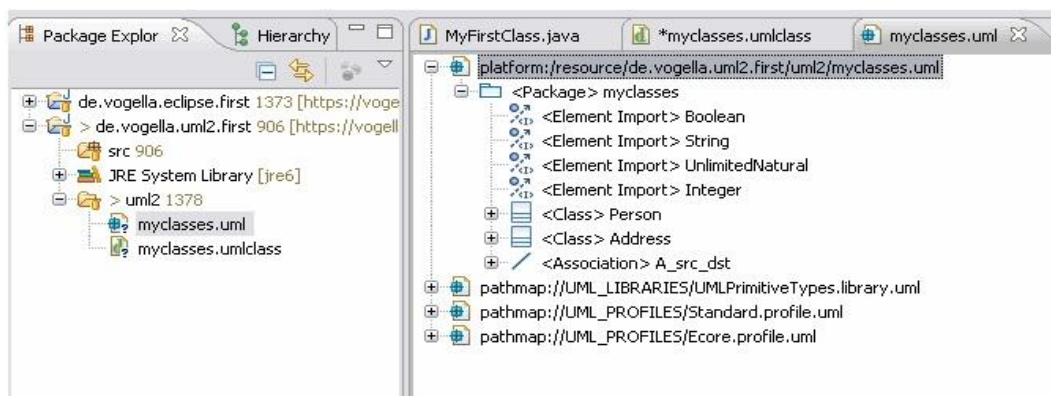 Package Explor
Hierarchy
de.vogella.eclipse.first 1373 [https://voge
> de.vogella.uml2.first 906 [https://vogell
src 906
JRE System Library [jre6]
> uml2 1378
myclasses.uml
myclasses.umlclass
MyFirstClass.java
*myclasses.umlclass
myclasses.uml
platform:/resource/de.vogella.uml2.first/uml2/myclasses.uml
<Package> myclasses
<Element Import> Boolean
<Element Import> String
<Element Import> UnlimitedNatural
<Element Import> Integer
<Class> Person
<Class> Address
<Association> A_src_dst
pathmap://UML_LIBRARIES/UMLPrimitiveTypes.library.uml
pathmap://UML_PROFILES/Standard.profile.uml
pathmap://UML_PROFILES/Ecore.profile.uml